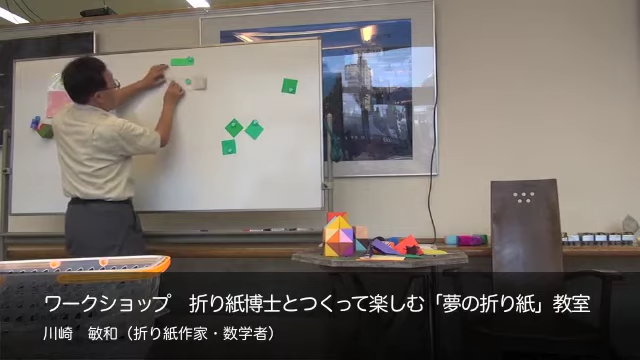 ワークショップ　折り紙博士とつくって楽しむ「夢の折り紙」教室
川崎　敏和（折り紙作家・数学者）